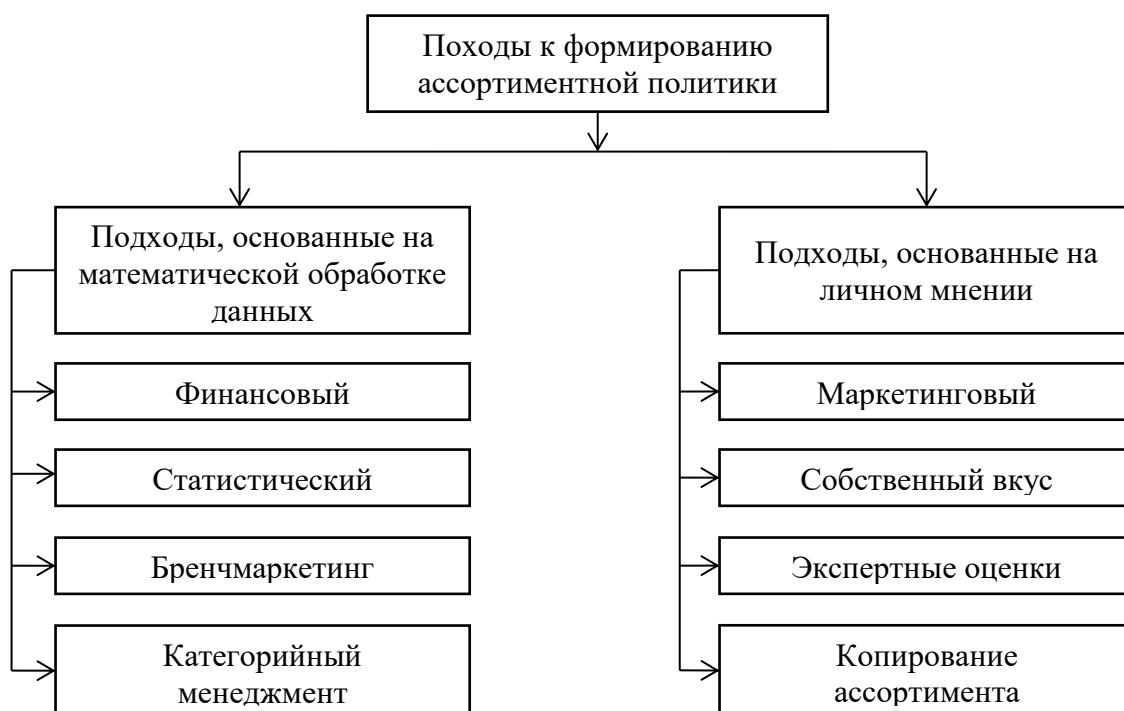 Походы к формированию
ассортиментной политики
Подходы, основанные на
математической обработке
данных
Финансовый
Статистический
Бренчмаркетинг
Категорийный
менеджмент
Подходы, основанные на
личном мнении
Маркетинговый
Собственный вкус
Экспертные оценки
Копирование
ассортимента